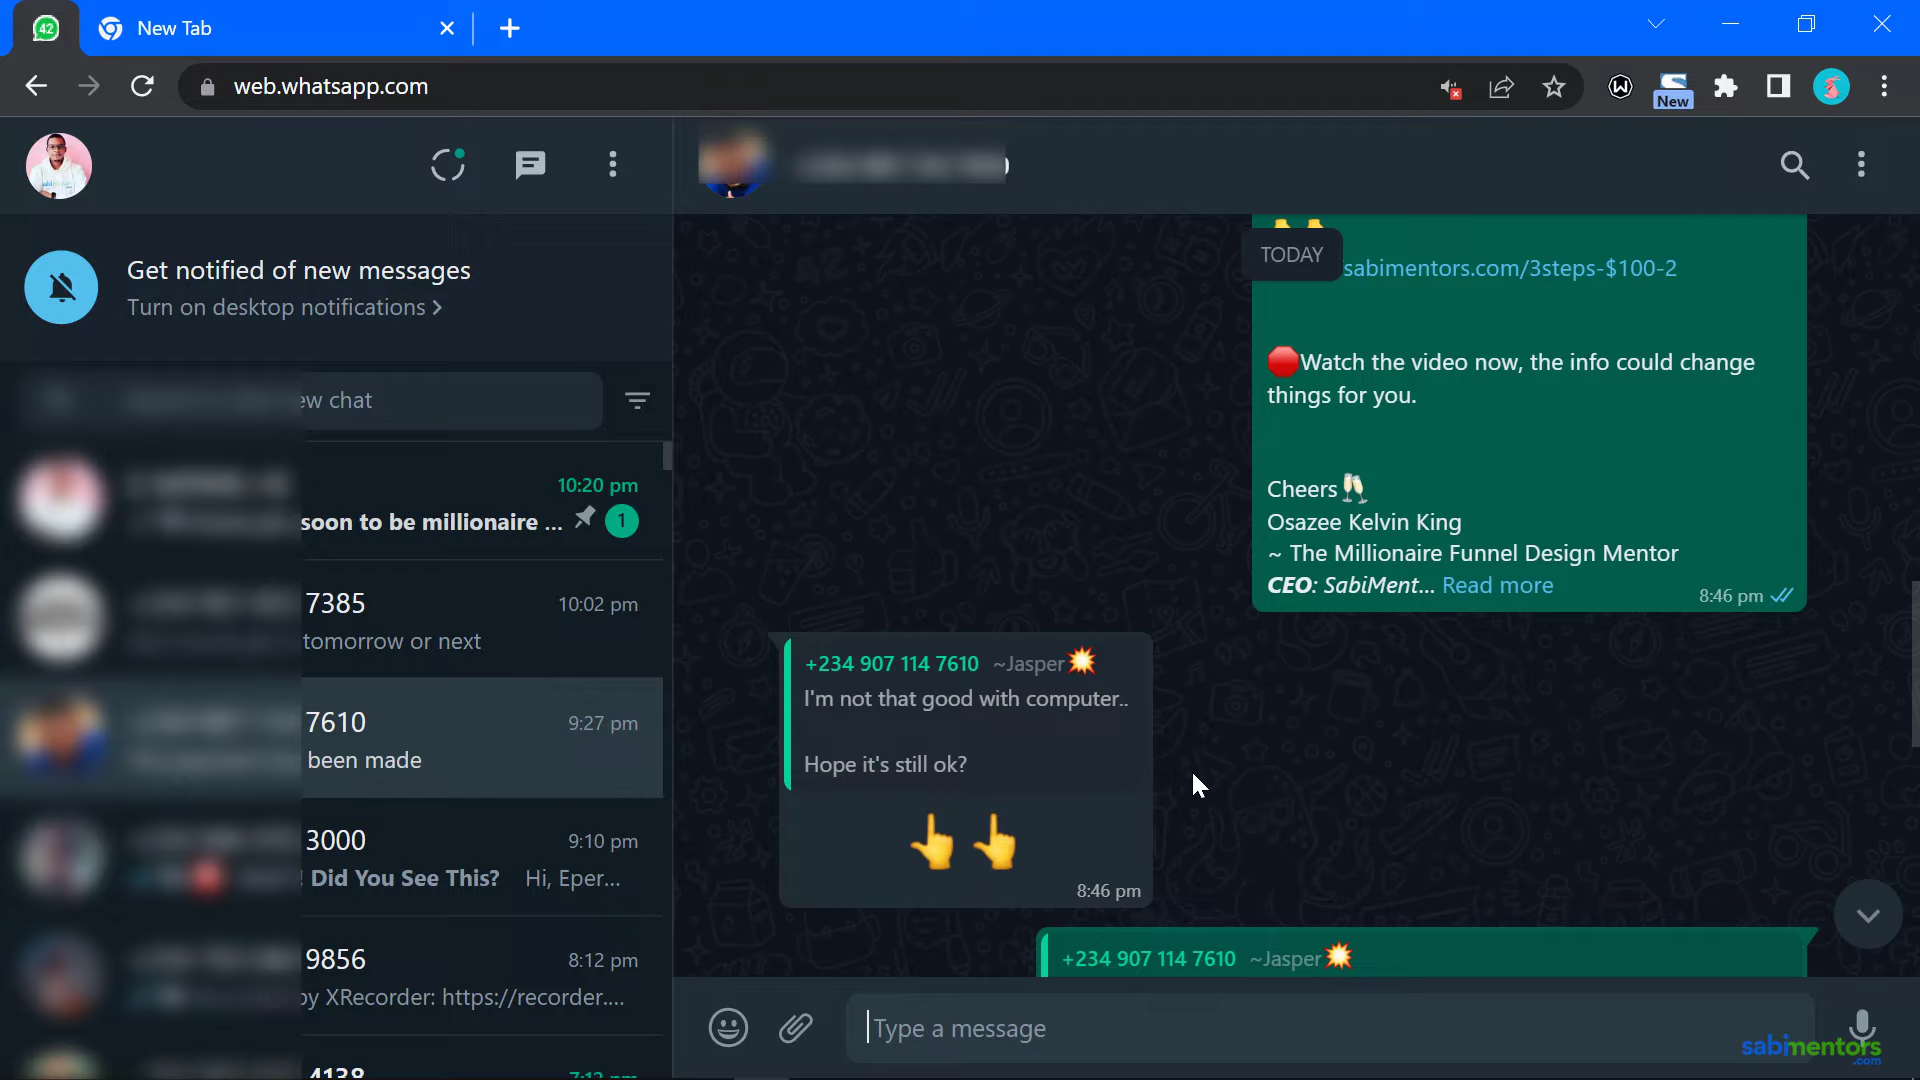 42
New Tab
web.whatsapp.com
New
Get notified of new messages
Turn on desktop notifications >
ew chat
10:20 pm
soon to be millionaire ...
1
7385
10:02 pm
tomorrow or next
7610
9:27 pm
been made
3000
9:10 pm
! Did You See This? Hi, Eper...
9856
8:12 pm
by XRecorder: https://recorder....
4138
7:12 pm
TODAY
sabimentors.com/3steps-$100-2
Watch the video now, the info could change
things for you.
Cheers
Osazee Kelvin King
~ The Millionaire Funnel Design Mentor
CEO: SabiMent... Read more
8:46 pm
+234 907 114 7610 ~Jasper
I'm not that good with computer..
Hope it's still ok?
8:46 pm
+234 907 114 7610 ~Jasper
Type a message
sabimentors
.com